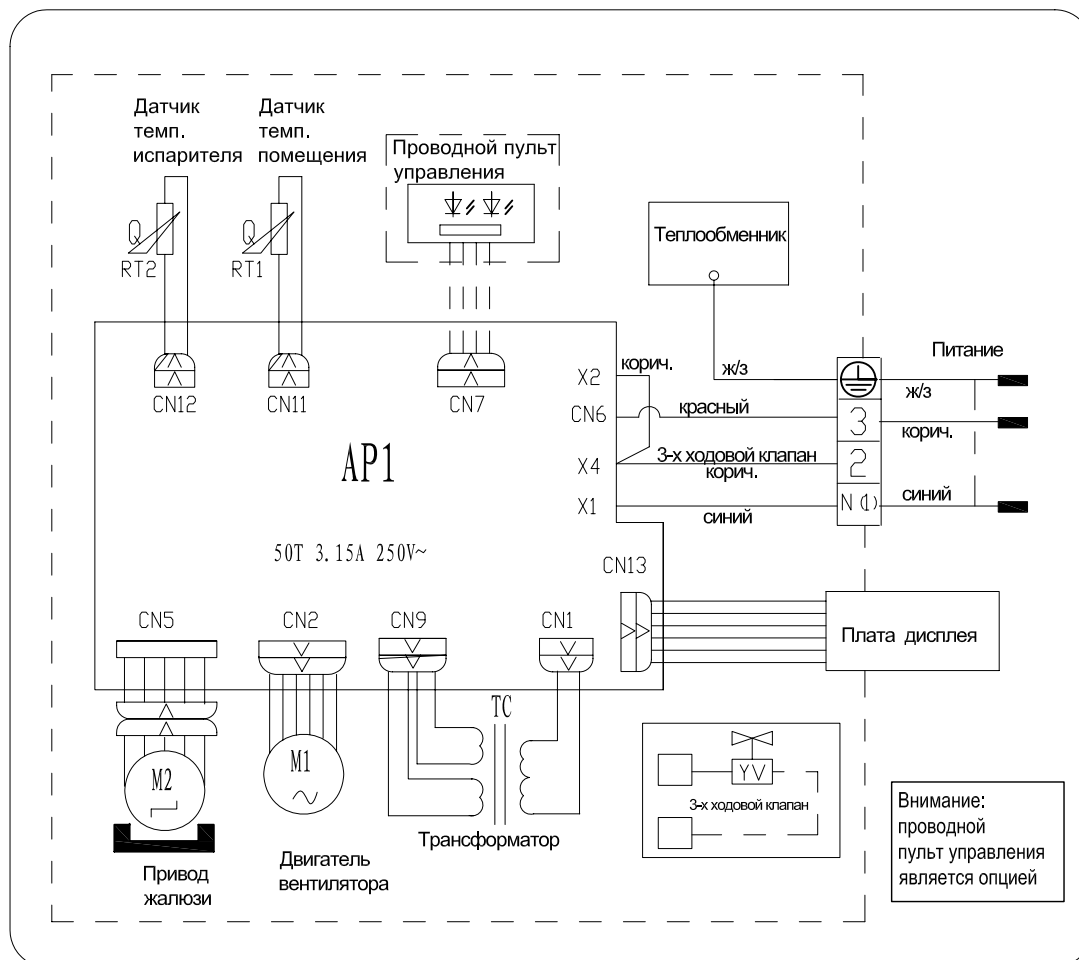 Датчик
темп.
испарителя
Датчик
темп.
помещения
Проводной пульт
управления
Теплообменник
Q
RT2
Q
RT1
CN12
CN11
CN7
X2
корич.
ж/з
Питание
ж/з
CN6
красный
3
корич.
AP1
X4
3-х ходовой клапан
корич.
2
X1
синий
N (1)
синий
50T 3.15A 250V~
CN13
CN5
CN2
CN9
CN1
Плата дисплея
TC
M2
M1
YV
3-х ходовой клапан
Трансформатор
Привод
жалюзи
Двигатель
вентилятора
Внимание:
проводной
пульт управления
является опцией